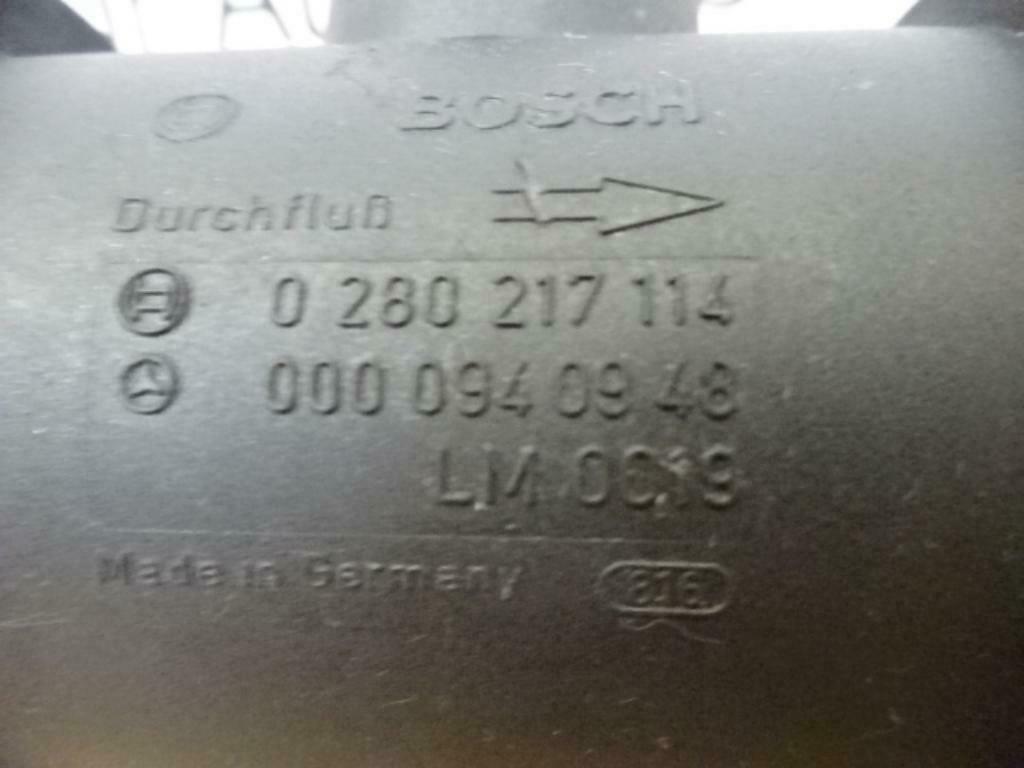 BOSCH
Durchfluß
0 280 217 114
000 094 09 48
LM 0019
Made in Germany 816